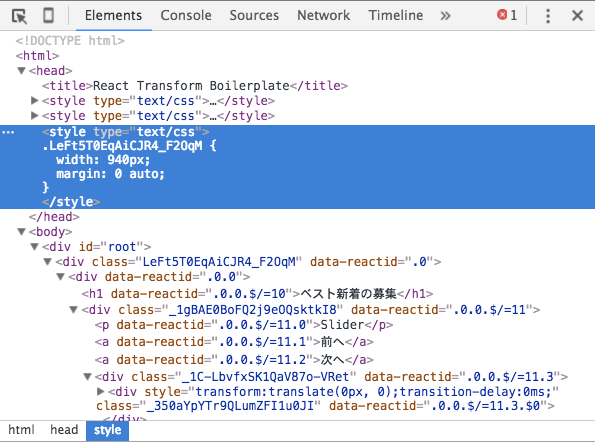 Elements Console Sources Network Timeline » 1
<!DOCTYPE html>
<html>
<head>
<title>React Transform Boilerplate</title>
<style type="text/css">…</style>
<style type="text/css">…</style>
<style type="text/css">
.LeFt5T0EqAiCJR4_F2OqM {
width: 940px;
margin: 0 auto;
}
</style>
</head>
<body>
<div id="root">
<div class="LeFt5T0EqAiCJR4_F2OqM" data-reactid=".0">
<div data-reactid=".0.0">
<h1 data-reactid=".0.0.$/=10">ベスト新着の募集</h1>
<div class="_1gBAE0BoFQ2j9eOQsktkI8" data-reactid=".0.0.$/=11">
<p data-reactid=".0.0.$/=11.0">Slider</p>
<a data-reactid=".0.0.$/=11.1">前へ</a>
<a data-reactid=".0.0.$/=11.2">次へ</a>
<div class="_1C-LbvfxSK1QaV87o-VRet" data-reactid=".0.0.$/=11.3">
<div style="transform:translate(0px, 0);transition-delay:0ms;"
class="_350aYpYTr9QLumZFI1u0JI" data-reactid=".0.0.$/=11.3.$0">
</div>
html head style